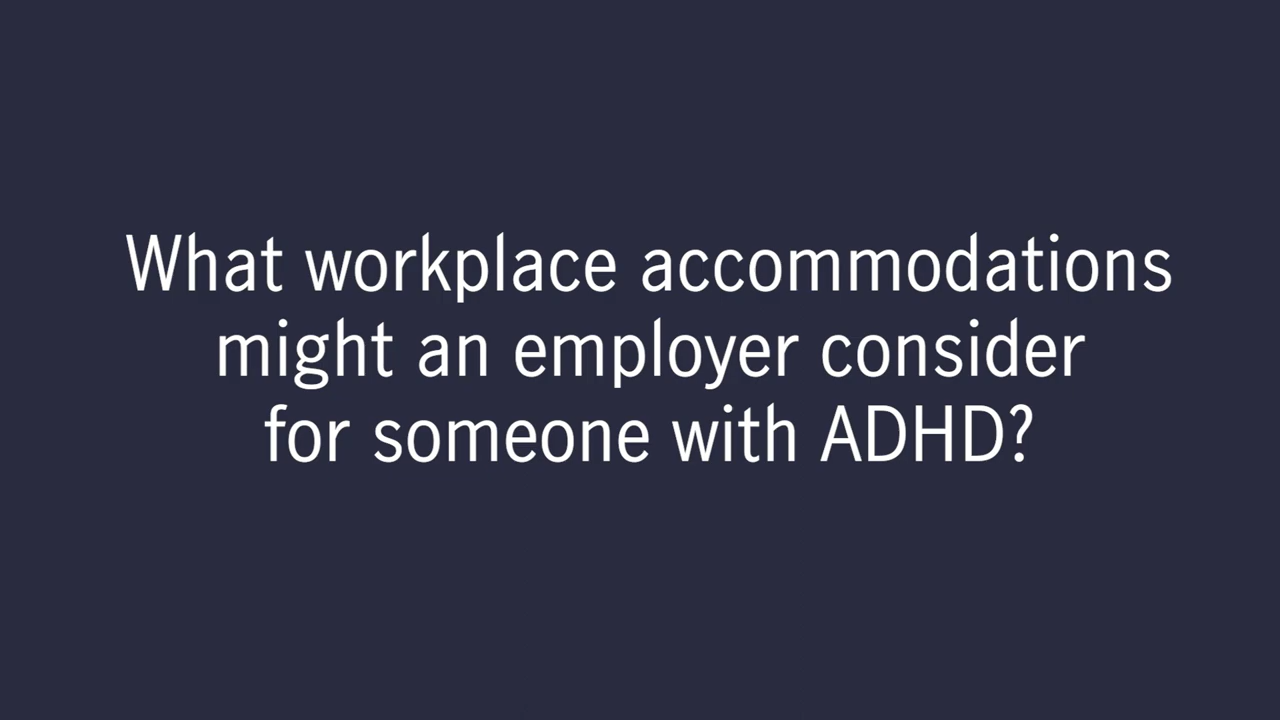 What workplace accommodations
might an employer consider
for someone with ADHD?